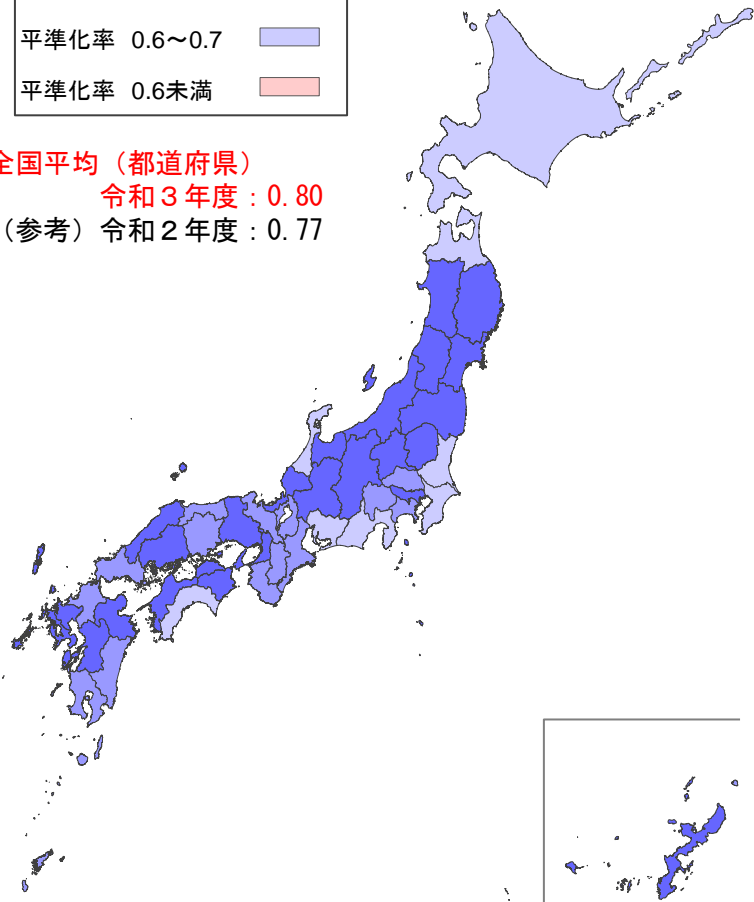 平準化率 0.6～0.7
平準化率 0.6未満
全国平均（都道府県）
令和３年度：0.80
（参考）令和２年度：0.77